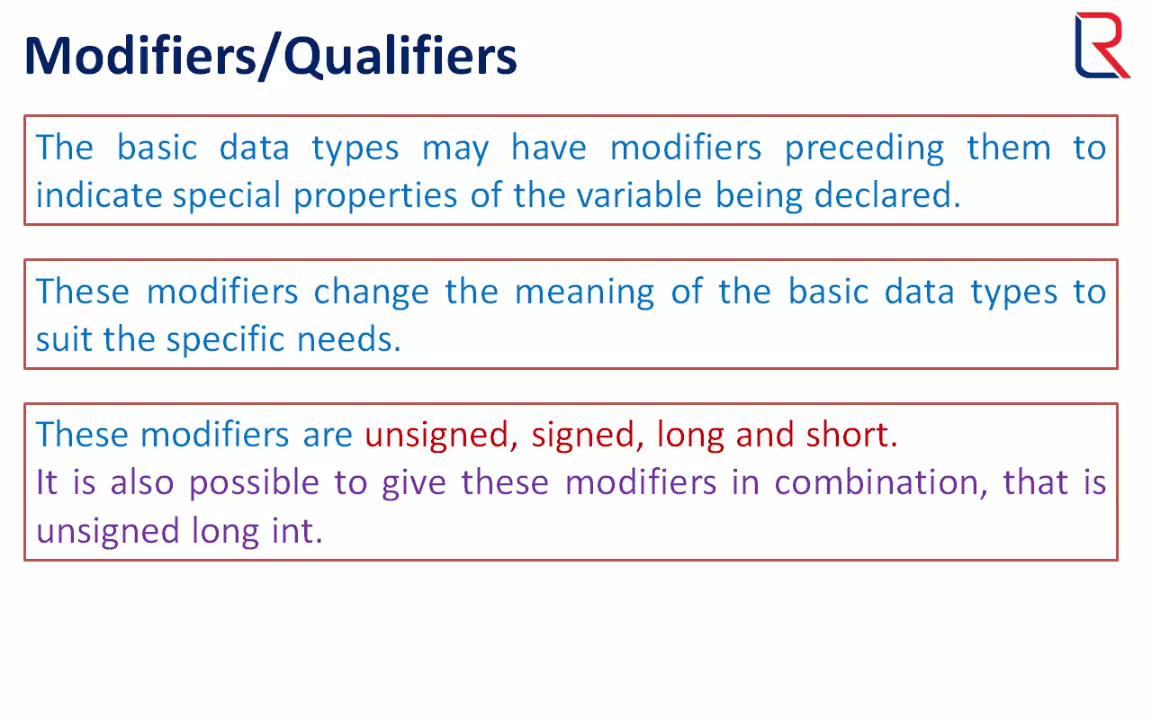 Modifiers/Qualifiers
The basic data types may have modifiers preceding them to
indicate special properties of the variable being declared.
These modifiers change the meaning of the basic data types to
suit the specific needs.
These modifiers are unsigned, signed, long and short.
It is also possible to give these modifiers in combination, that is
unsigned long int.